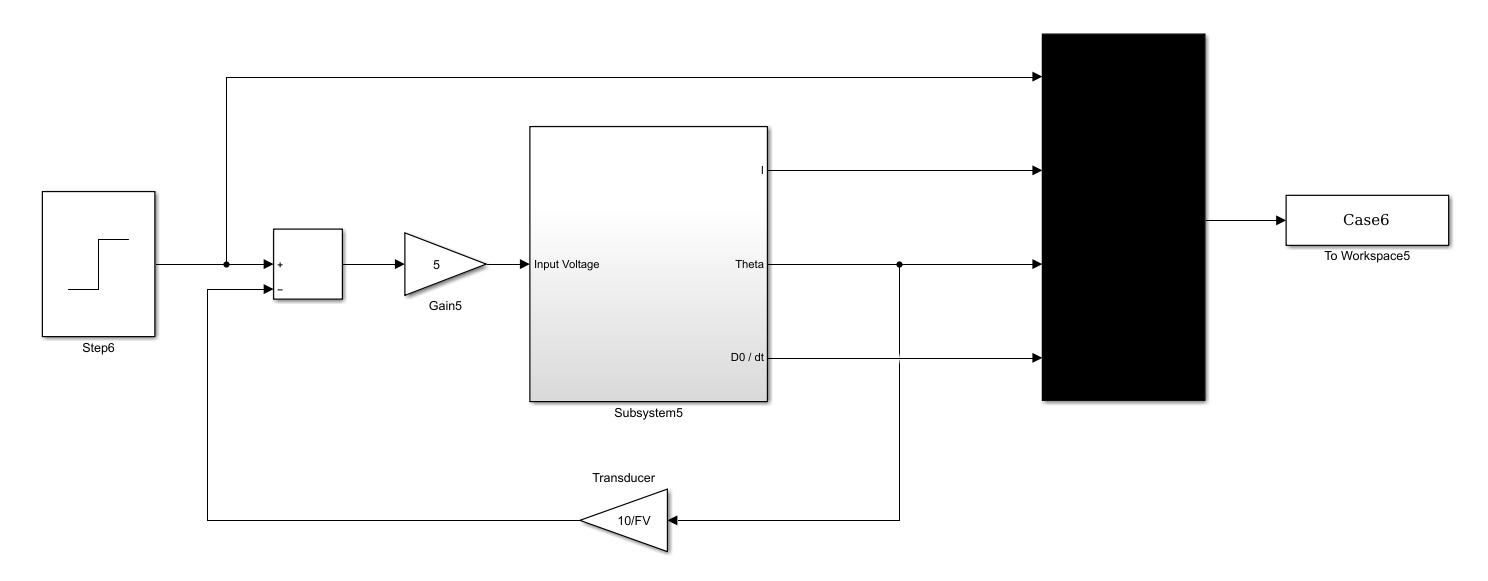 Step6
+
−
5
Gain5
Input Voltage
I
Theta
D0 / dt
Subsystem5
Transducer
10/FV
Case6
To Workspace5